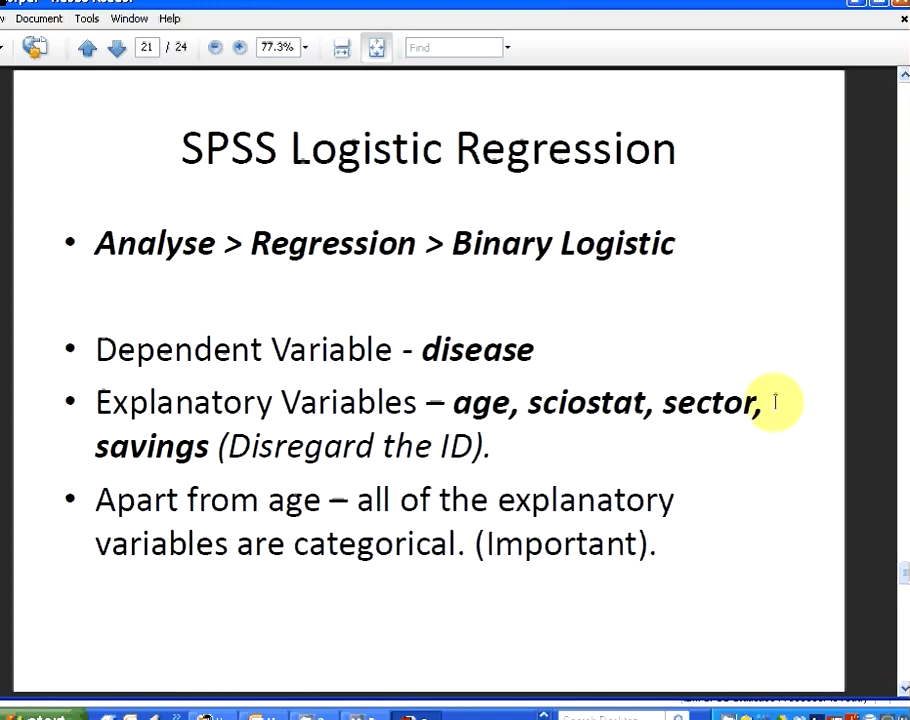 Document Tools Window Help
21 / 24 77.3% Find
SPSS Logistic Regression
• Analyse > Regression > Binary Logistic
• Dependent Variable - disease
• Explanatory Variables – age, sciostat, sector,
savings (Disregard the ID).
• Apart from age – all of the explanatory
variables are categorical. (Important).